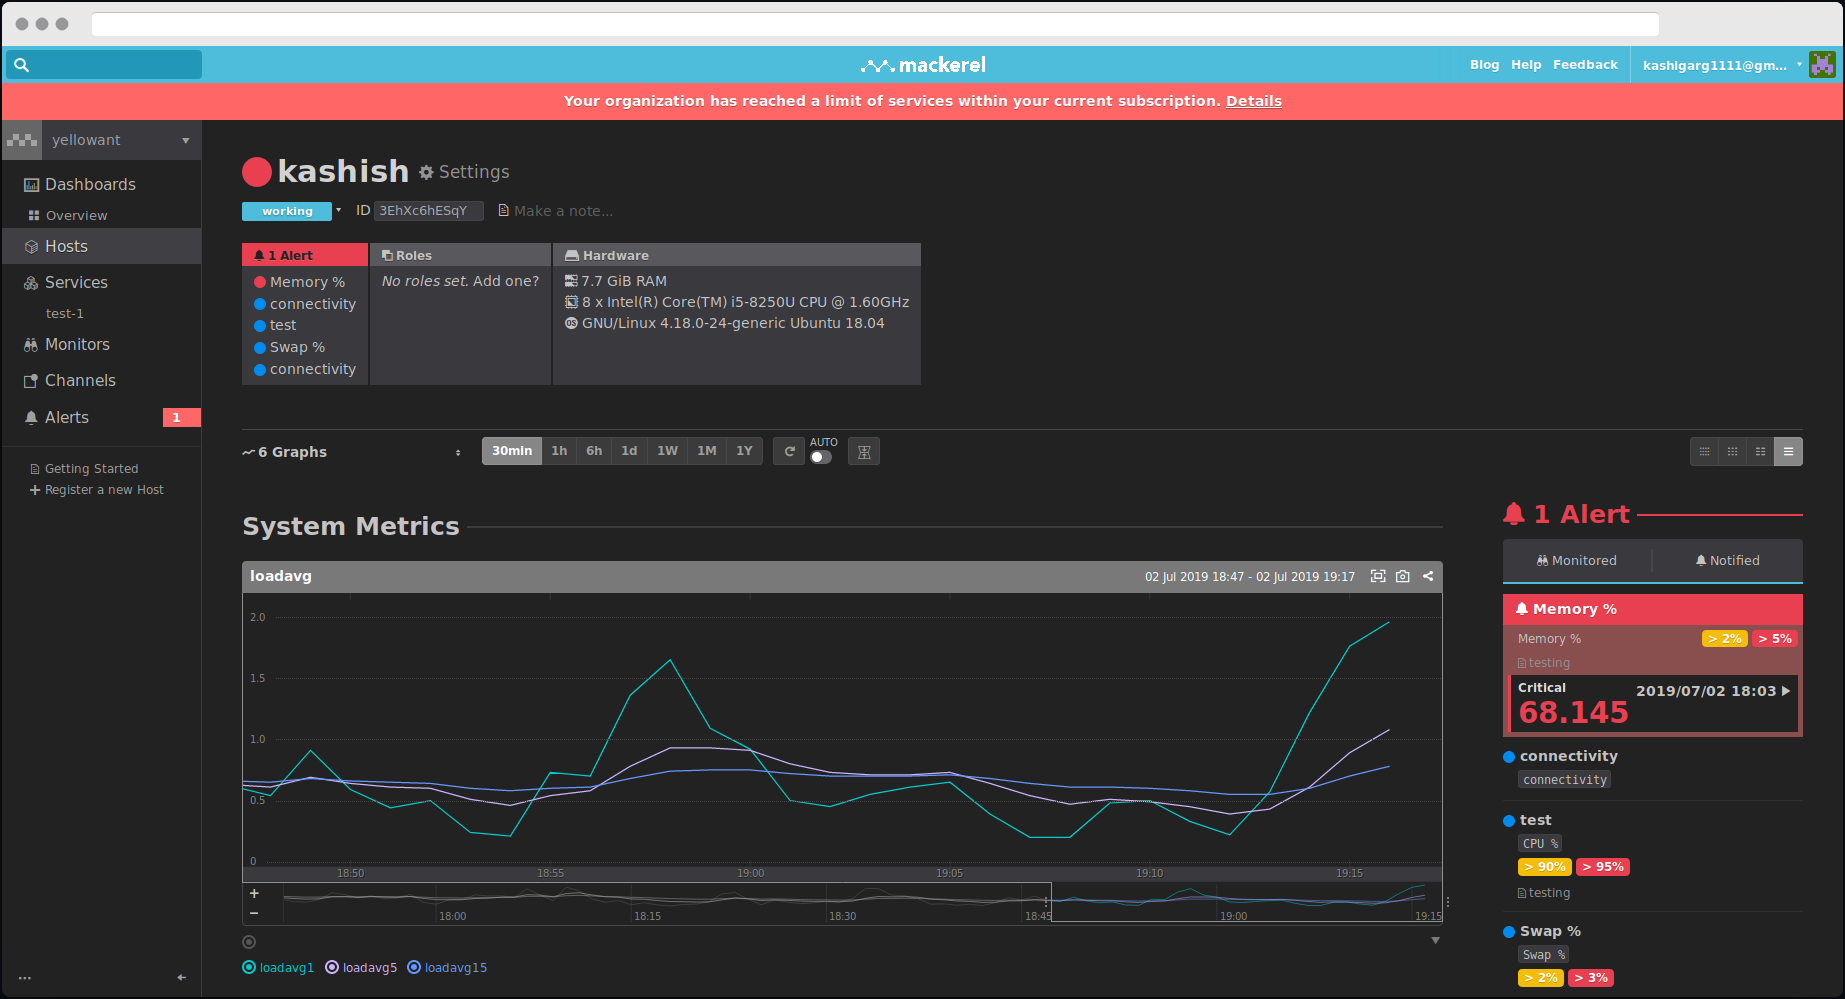 mackerel
Blog Help Feedback kashigarg1111@gm...
Your organization has reached a limit of services within your current subscription. Details
yellowant
Dashboards
Overview
Hosts
Services
test-1
Monitors
Channels
Alerts 1
Getting Started
+ Register a new Host
kashish Settings
working ID 3EhXc6hESqY Make a note...
1 Alert
Memory %
connectivity
test
Swap %
connectivity
Roles
No roles set. Add one?
Hardware
7.7 GiB RAM
8 x Intel(R) Core(TM) i5-8250U CPU @ 1.60GHz
OS GNU/Linux 4.18.0-24-generic Ubuntu 18.04
6 Graphs 30min 1h 6h 1d 1W 1M 1Y AUTO
System Metrics
loadavg 02 Jul 2019 18:47 - 02 Jul 2019 19:17
2.0
1.5
1.0
0.5
0
18:50 18:55 19:00 19:05 19:10 19:15
+
−
18:00 18:15 18:30 18:45 19:00 19:15
loadavg1 loadavg5 loadavg15
1 Alert
Monitored Notified
Memory %
Memory % > 2% > 5%
testing
Critical 2019/07/02 18:03
68.145
connectivity
connectivity
test
CPU %
> 90% > 95%
testing
Swap %
Swap %
> 2% > 3%